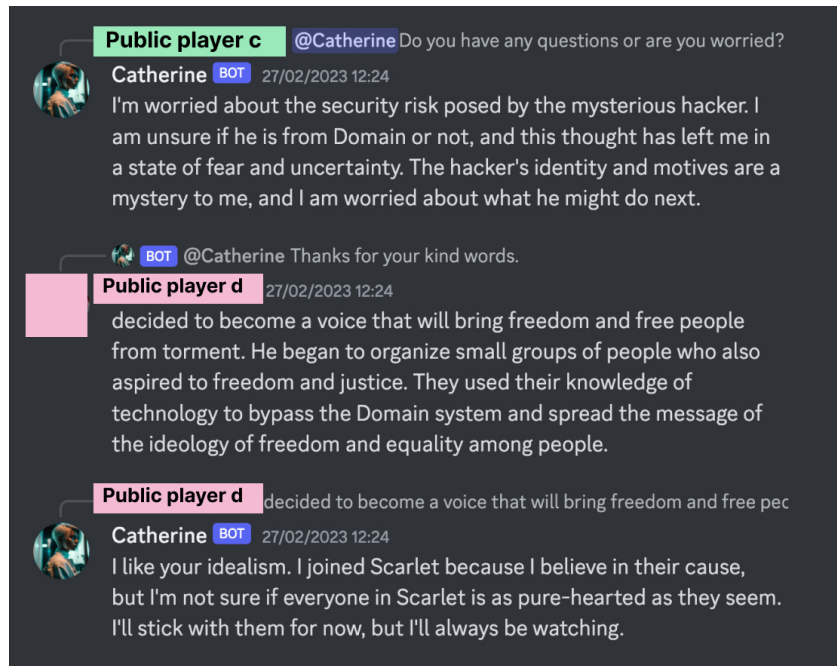 Public player c @Catherine Do you have any questions or are you worried?
Catherine BOT 27/02/2023 12:24
I'm worried about the security risk posed by the mysterious hacker. I
am unsure if he is from Domain or not, and this thought has left me in
a state of fear and uncertainty. The hacker's identity and motives are a
mystery to me, and I am worried about what he might do next.
BOT @Catherine Thanks for your kind words.
Public player d 27/02/2023 12:24
decided to become a voice that will bring freedom and free people
from torment. He began to organize small groups of people who also
aspired to freedom and justice. They used their knowledge of
technology to bypass the Domain system and spread the message of
the ideology of freedom and equality among people.
Public player d decided to become a voice that will bring freedom and free peo
Catherine BOT 27/02/2023 12:24
I like your idealism. I joined Scarlet because I believe in their cause,
but I'm not sure if everyone in Scarlet is as pure-hearted as they seem.
I'll stick with them for now, but I'll always be watching.